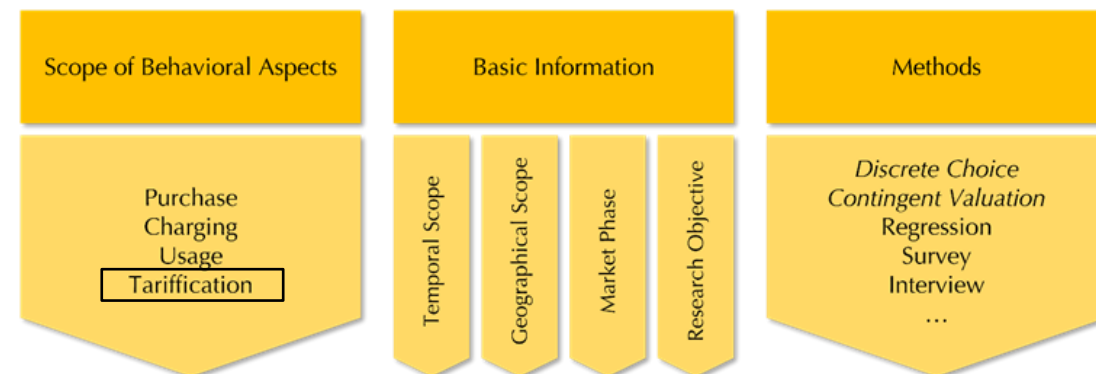 Scope of Behavioral Aspects
Basic Information
Methods
Purchase
Charging
Usage
Tariffication
Temporal Scope
Geographical Scope
Market Phase
Research Objective
Discrete Choice
Contingent Valuation
Regression
Survey
Interview
…